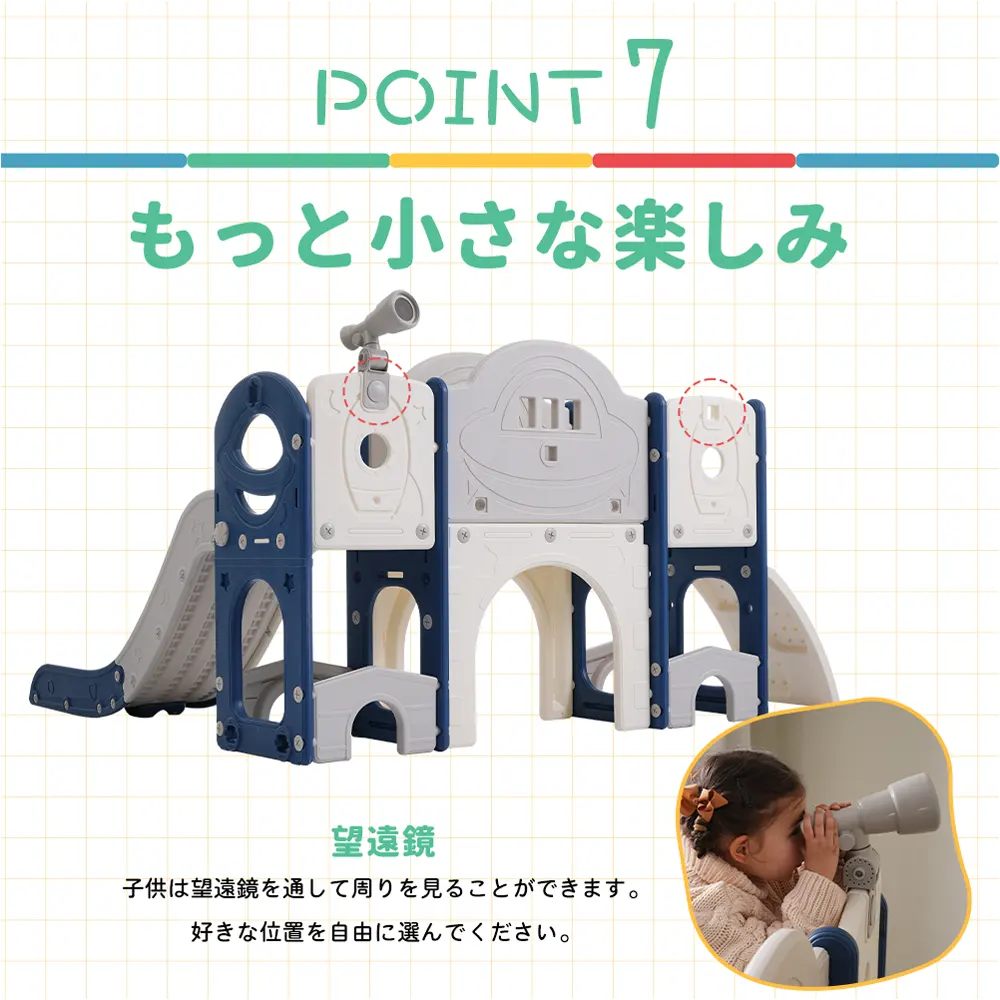 POINT 7
もっと小さな楽しみ
望遠鏡
子供は望遠鏡を通して周りを見ることができます。
好きな位置を自由に選んでください。